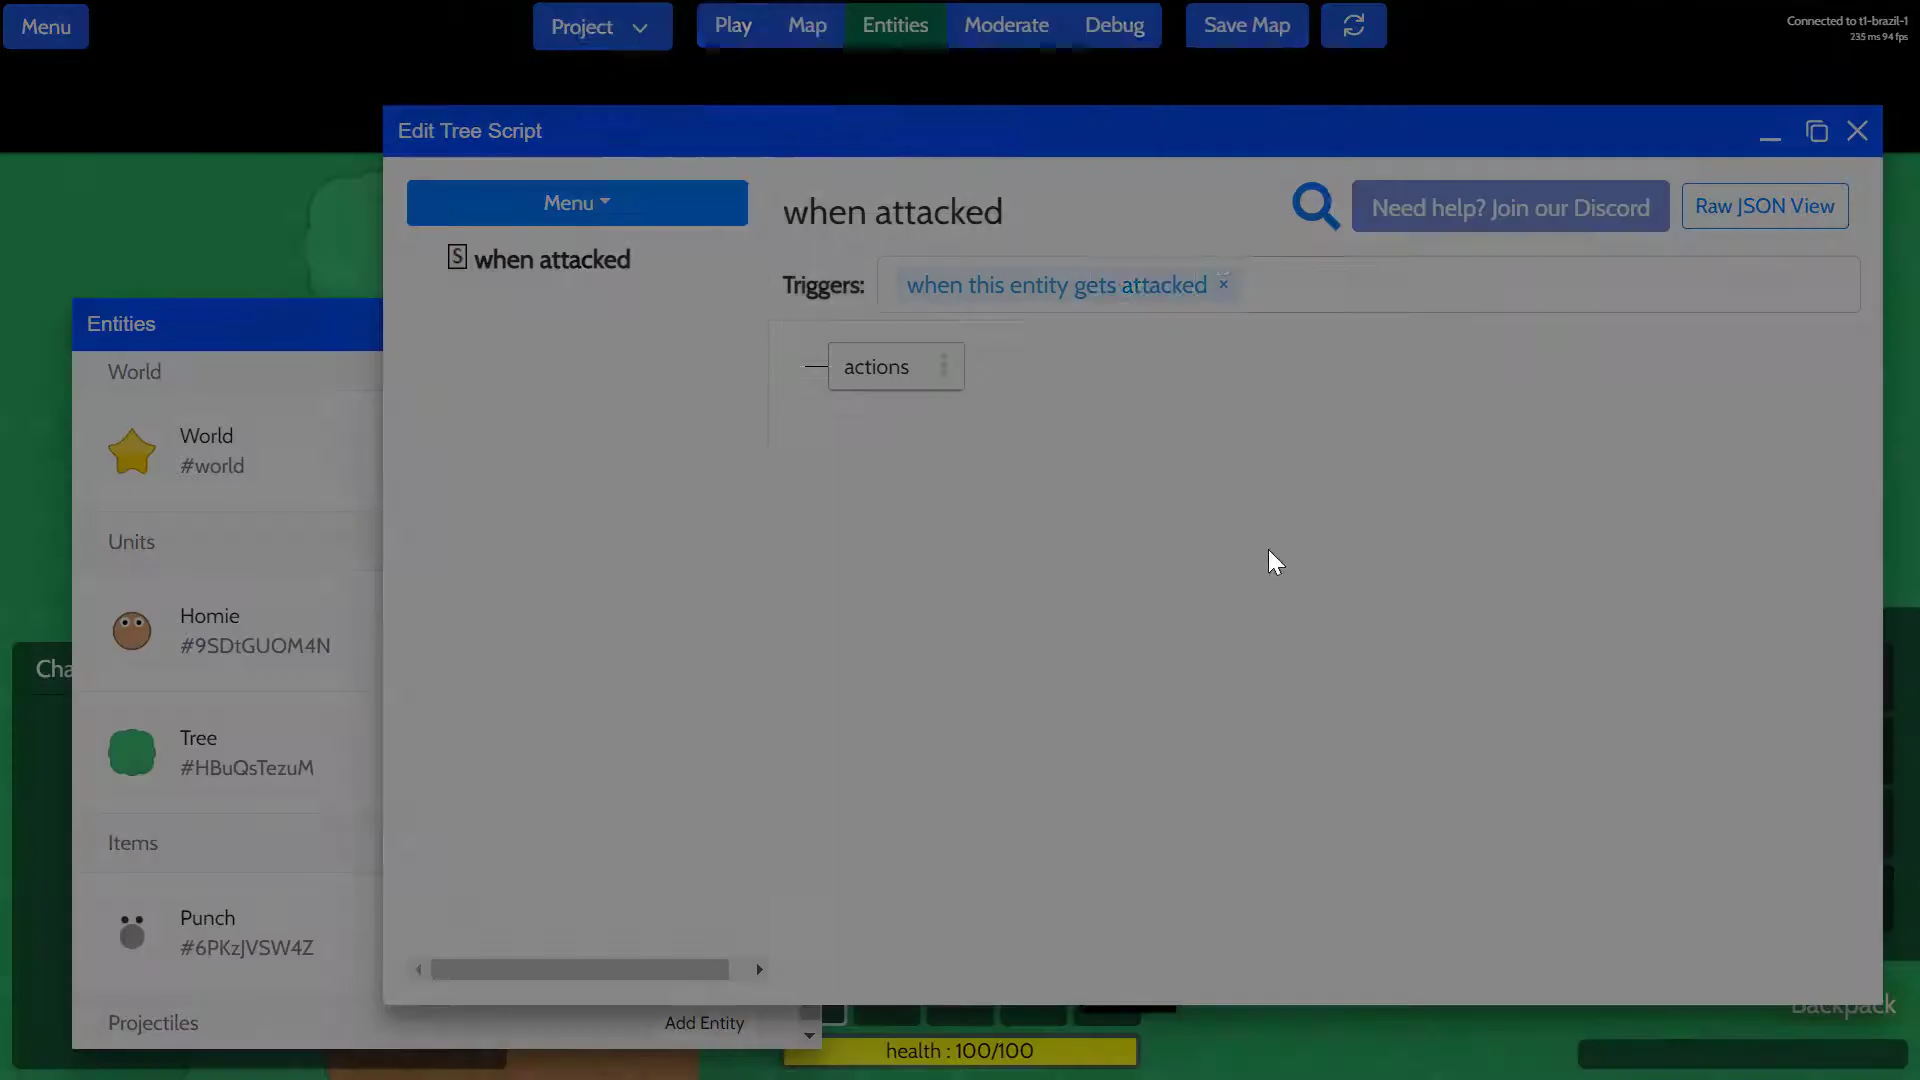 Menu
Project
Play
Map
Entities
Moderate
Debug
Save Map
Connected to t1-brazil-1
235 ms 94 fps
Edit Tree Script
Menu
S when attacked
when attacked
Need help? Join our Discord
Raw JSON View
Triggers:
when this entity gets attacked ×
actions
Entities
World
World
#world
Units
Homie
#9SDtGUOM4N
Tree
#HBuQsTezuM
Items
Punch
#6PKzJVSW4Z
Projectiles
Add Entity
Cha
health : 100/100
Backpack